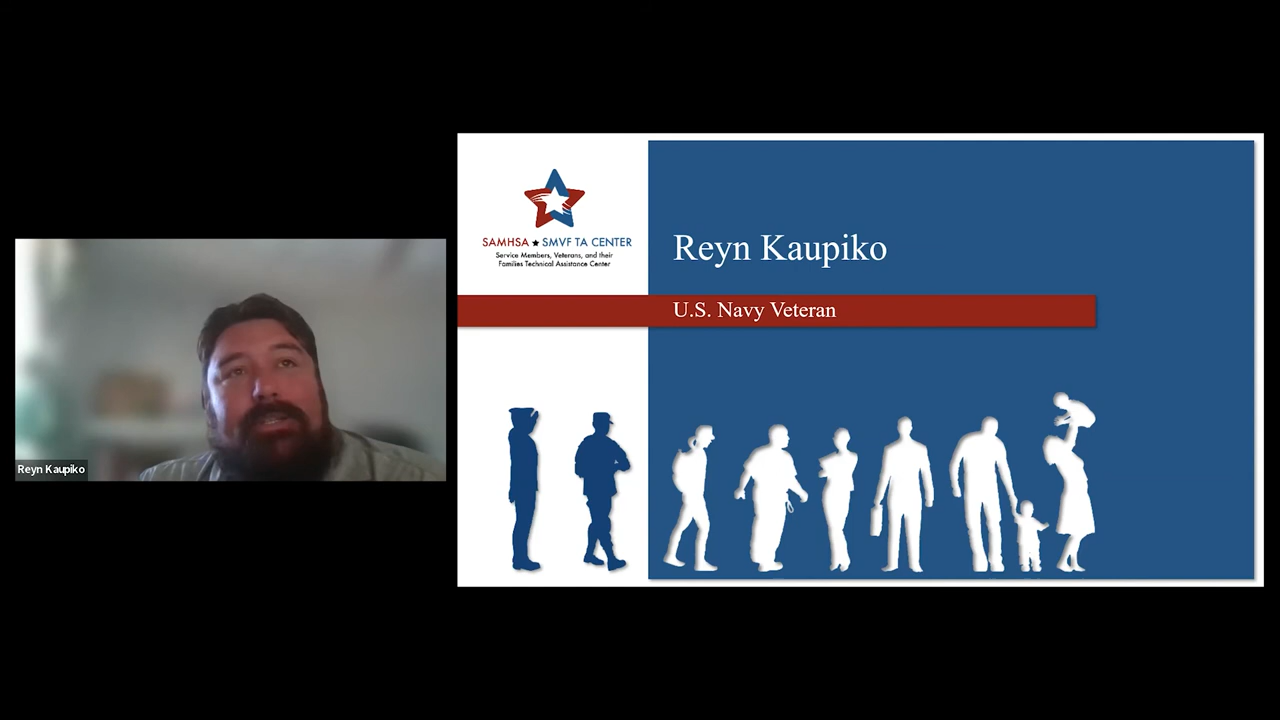 SAMHSA ★ SMVF TA CENTER
Service Members, Veterans, and their
Families Technical Assistance Center
Reyn Kaupiko
U.S. Navy Veteran
Reyn Kaupiko